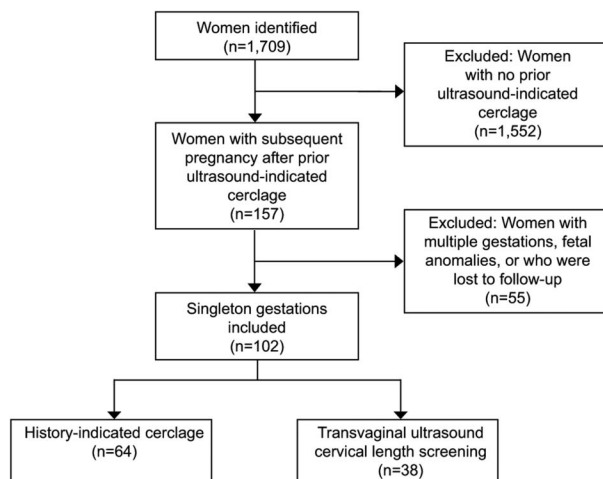 Women identified
(n=1,709)
Excluded: Women
with no prior
ultrasound-indicated
cerclage
(n=1,552)
Women with subsequent
pregnancy after prior
ultrasound-indicated
cerclage
(n=157)
Excluded: Women with
multiple gestations, fetal
anomalies, or who were
lost to follow-up
(n=55)
Singleton gestations
included
(n=102)
History-indicated cerclage
(n=64)
Transvaginal ultrasound
cervical length screening
(n=38)